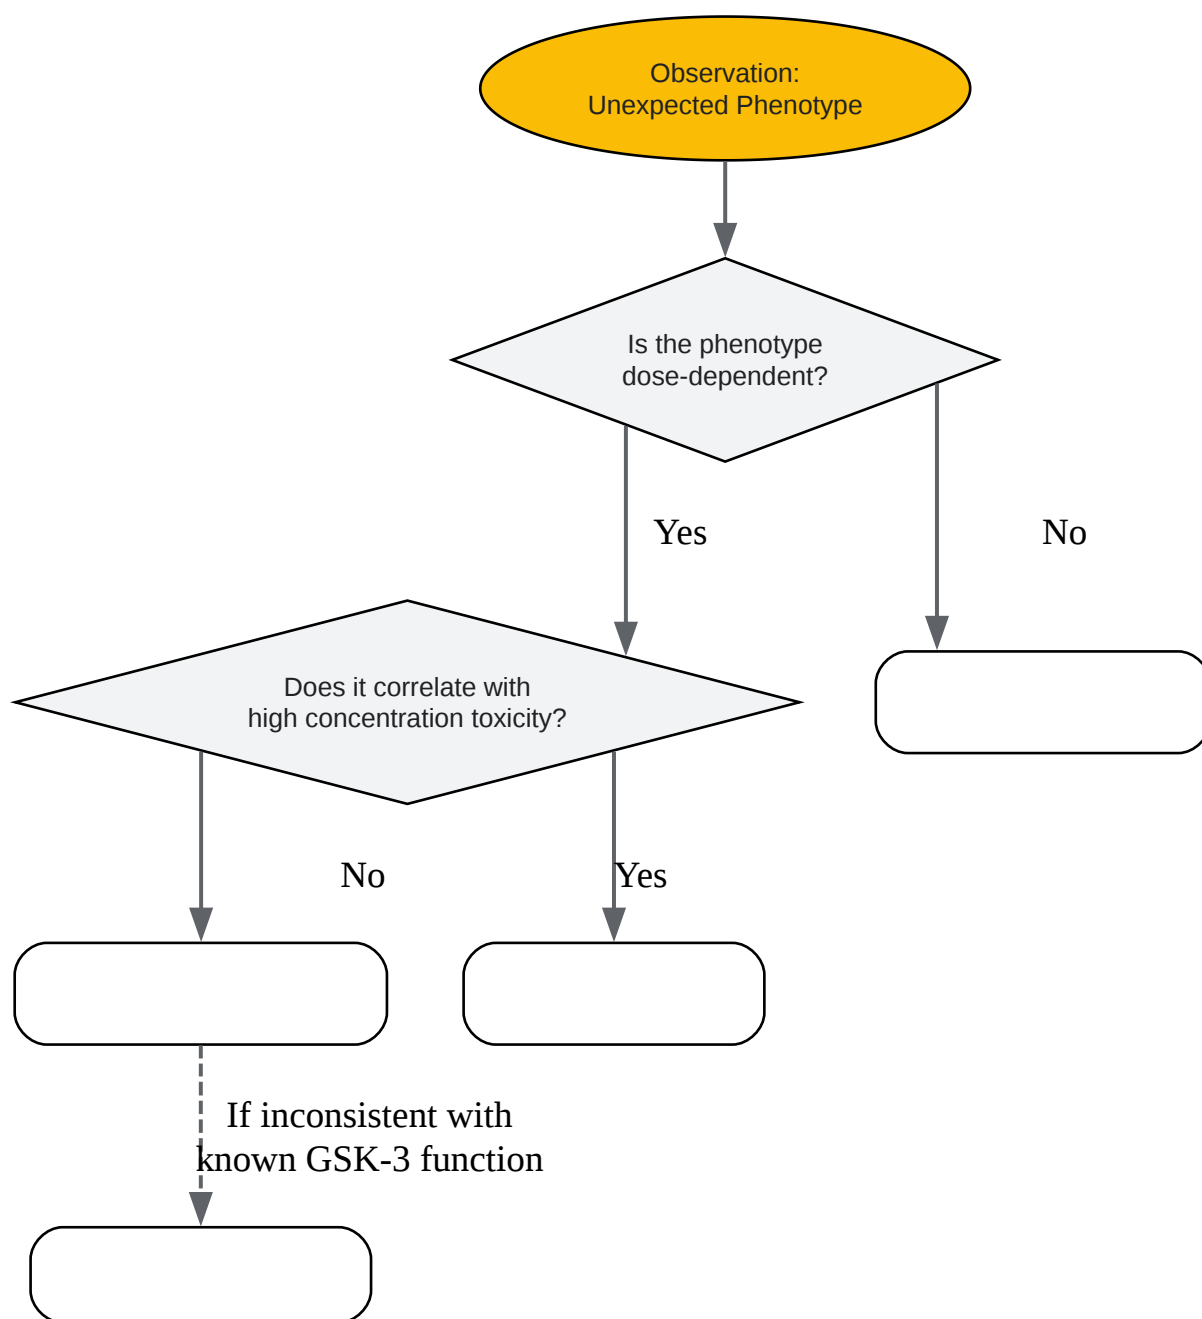 Observation:
Unexpected Phenotype
Is the phenotype
dose-dependent?
Yes
No
Does it correlate with
high concentration toxicity?
No
Yes
If inconsistent with
known GSK-3 function